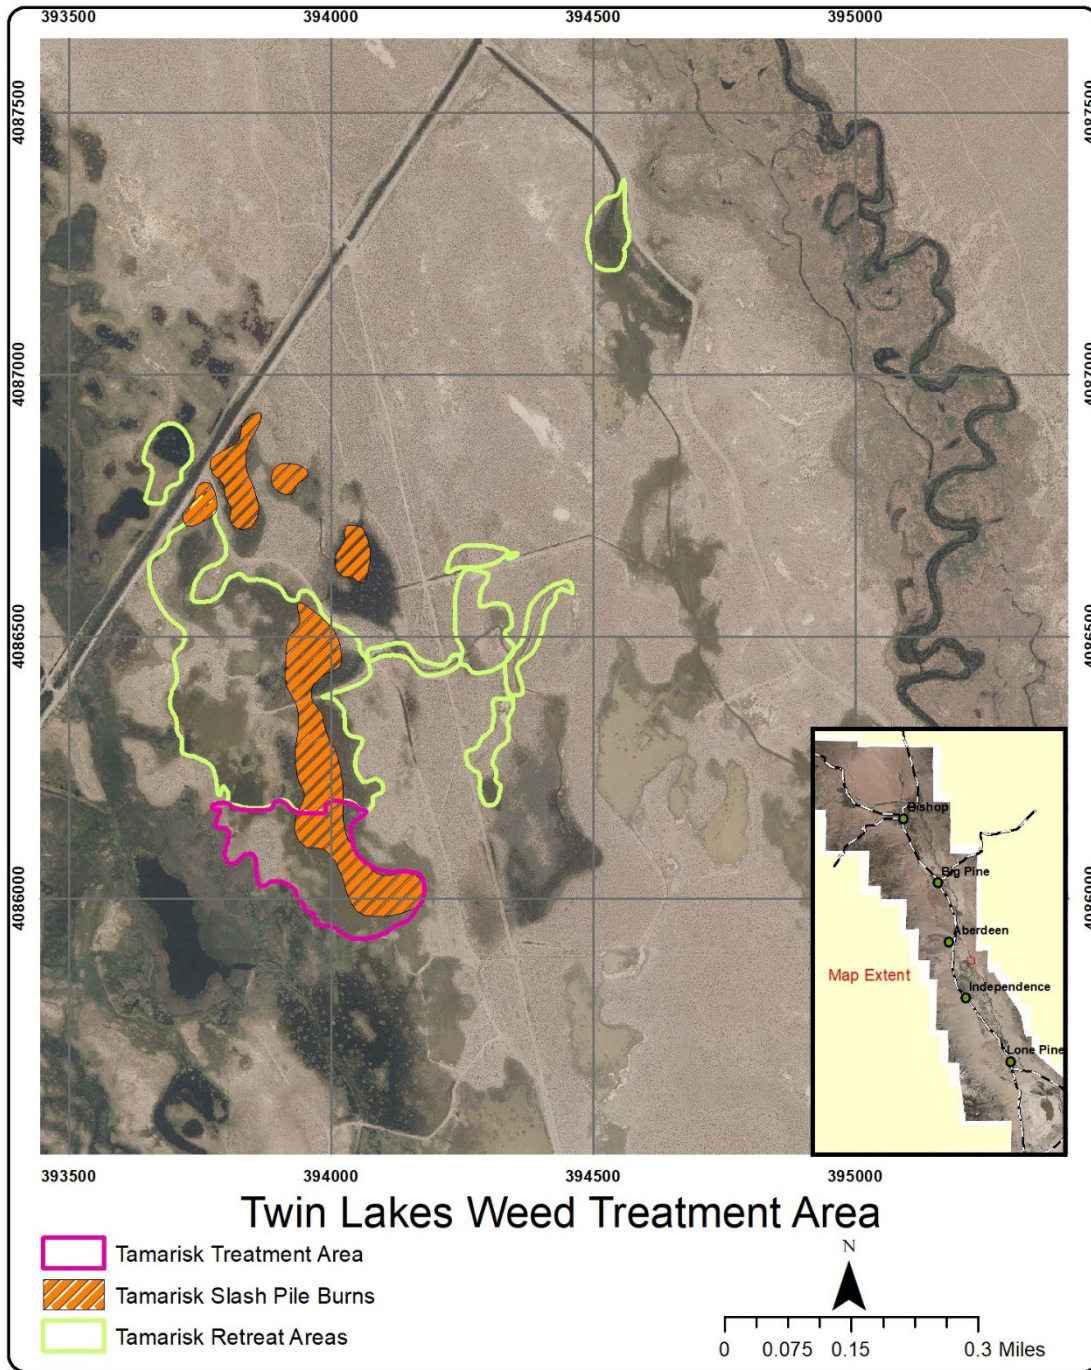 393500 394000 394500 395000
4087500 4087500
4087000 4087000
4086500 4086500
4086000 4086000
Bishop
Big Pine
Aberdeen
Map Extent
Independence
Lone Pine
393500 394000 394500 395000
Twin Lakes Weed Treatment Area
Tamarisk Treatment Area
Tamarisk Slash Pile Burns
Tamarisk Retreat Areas
N
0 0.075 0.15 0.3 Miles